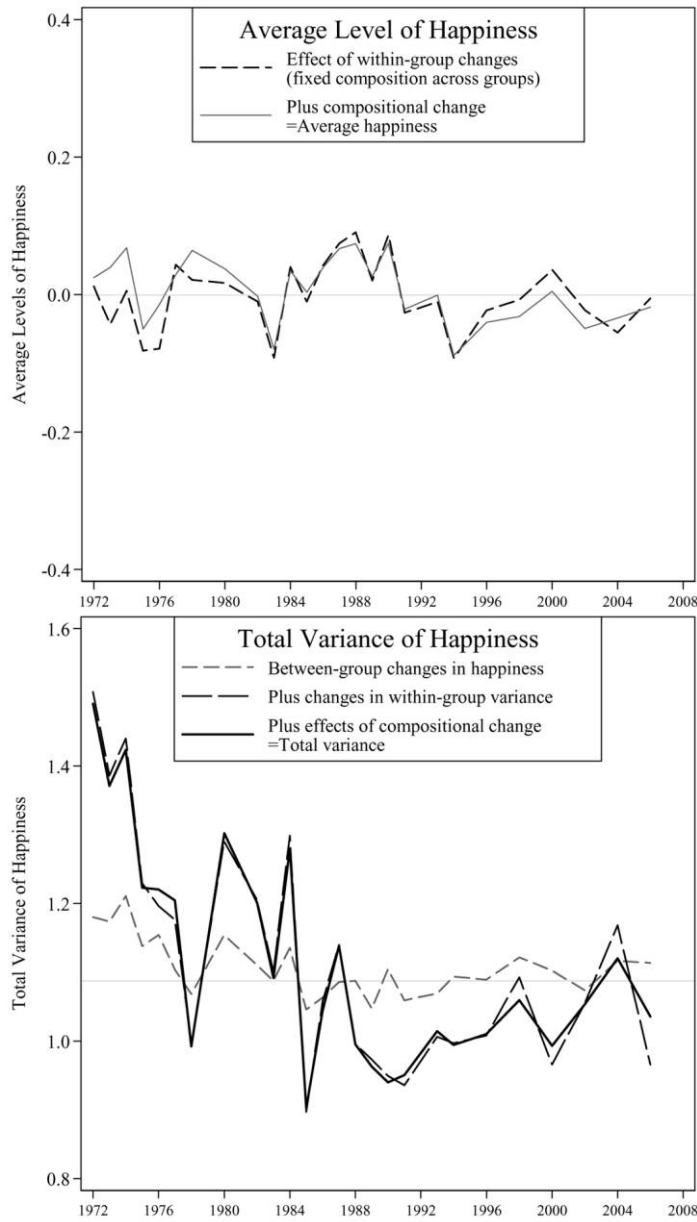 Average Level of Happiness
Effect of within-group changes
(fixed composition across groups)
Plus compositional change
=Average happiness
0.4
0.2
0.0
-0.2
-0.4
Average Levels of Happiness
1972 1976 1980 1984 1988 1992 1996 2000 2004 2008
Total Variance of Happiness
Between-group changes in happiness
Plus changes in within-group variance
Plus effects of compositional change
=Total variance
1.6
1.4
1.2
1.0
0.8
Total Variance of Happiness
1972 1976 1980 1984 1988 1992 1996 2000 2004 2008